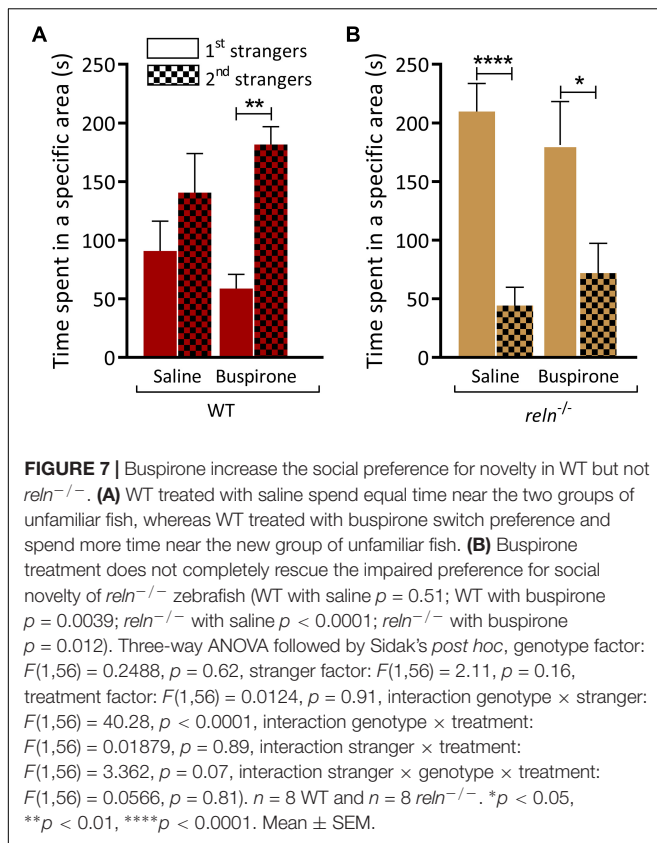 A
B
1st strangers
2nd strangers
Time spent in a specific area (s)
250
200
150
100
50
0
**
Saline Buspirone
WT
Time spent in a specific area (s)
250
200
150
100
50
0
****
*
Saline Buspirone
reln-/-
FIGURE 7 | Buspirone increase the social preference for novelty in WT but not
reln−/−. (A) WT treated with saline spend equal time near the two groups of
unfamiliar fish, whereas WT treated with buspirone switch preference and
spend more time near the new group of unfamiliar fish. (B) Buspirone
treatment does not completely rescue the impaired preference for social
novelty of reln−/− zebrafish (WT with saline p = 0.51; WT with buspirone
p = 0.0039; reln−/− with saline p < 0.0001; reln−/− with buspirone
p = 0.012). Three-way ANOVA followed by Sidak's post hoc, genotype factor:
F(1,56) = 0.2488, p = 0.62, stranger factor: F(1,56) = 2.11, p = 0.16,
treatment factor: F(1,56) = 0.0124, p = 0.91, interaction genotype × stranger:
F(1,56) = 40.28, p < 0.0001, interaction genotype × treatment:
F(1,56) = 0.01879, p = 0.89, interaction stranger × treatment:
F(1,56) = 3.362, p = 0.07, interaction stranger × genotype × treatment:
F(1,56) = 0.0566, p = 0.81). n = 8 WT and n = 8 reln−/−. *p < 0.05,
**p < 0.01, ****p < 0.0001. Mean ± SEM.